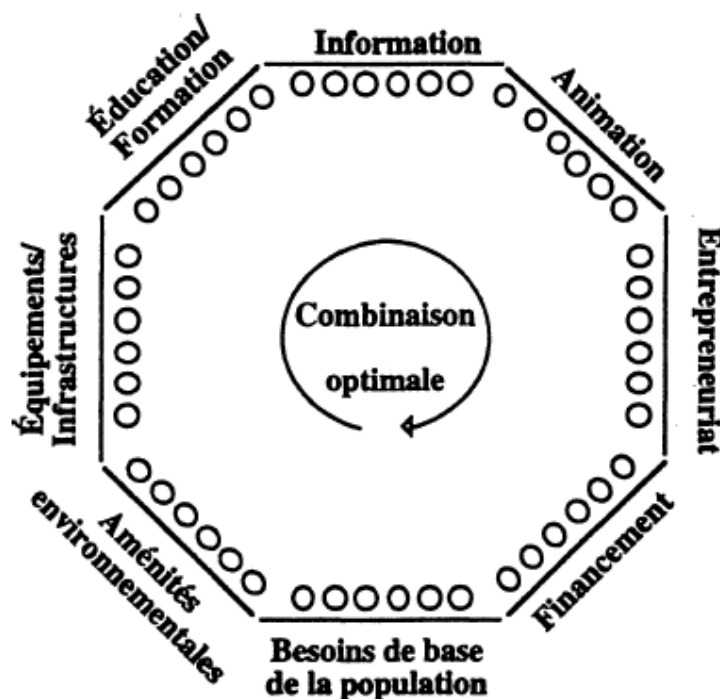 Information
Animation
Entrepreneuriat
Financement
Besoins de base
de la population
Aménités
environnementales
Équipements/
Infrastructures
Éducation/
Formation
Combinaison
optimale